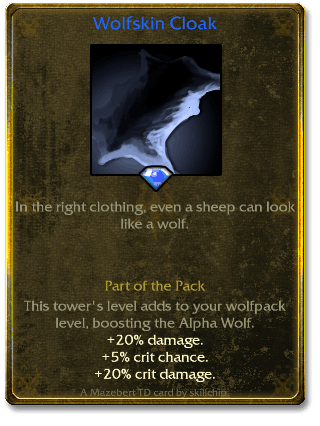 Wolfskin Cloak
In the right clothing, even a sheep can look
like a wolf.
Part of the Pack
This tower's level adds to your wolfpack
level, boosting the Alpha Wolf.
+20% damage.
+5% crit chance.
+20% crit damage.
A Mazebert TD card by skillchip.